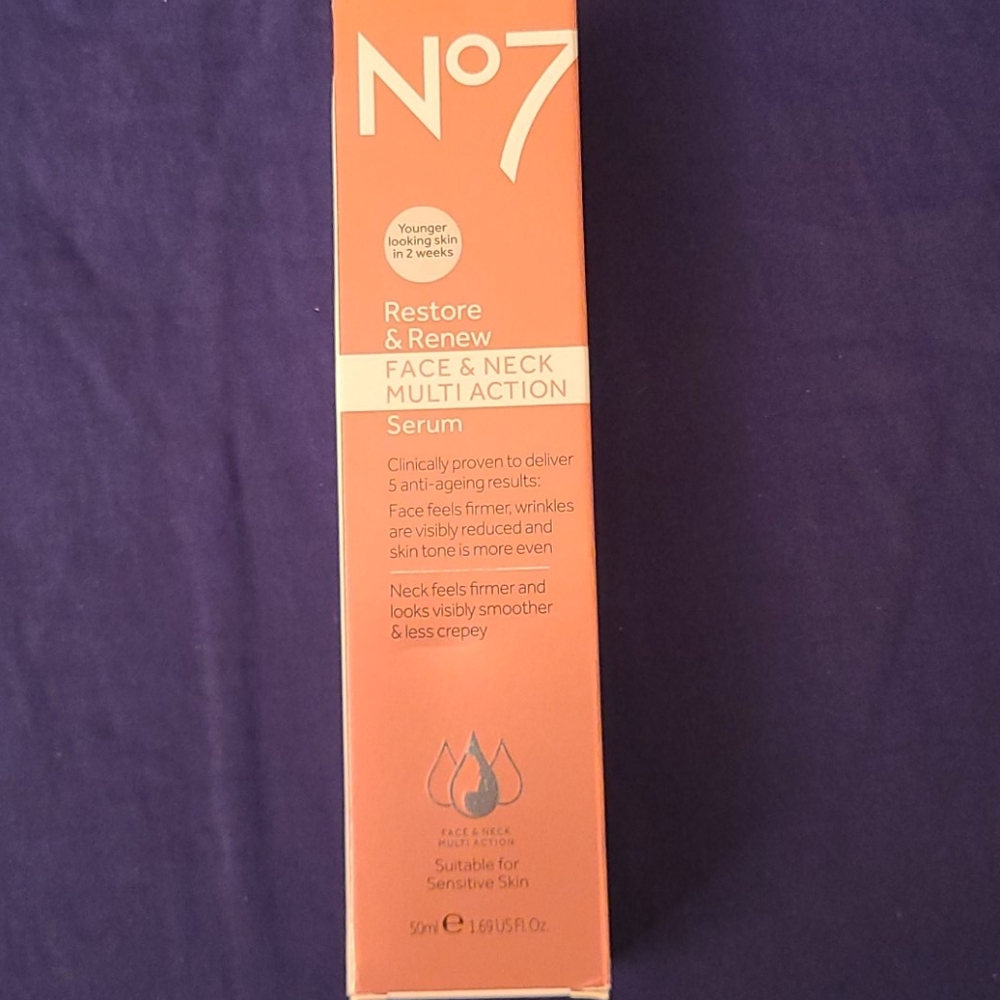 No7
Younger
looking skin
in 2 weeks
Restore
& Renew
FACE & NECK
MULTI ACTION
Serum
Clinically proven to deliver
5 anti-ageing results:
Face feels firmer, wrinkles
are visibly reduced and
skin tone is more even
Neck feels firmer and
looks visibly smoother
& less crepey
FACE & NECK
MULTI ACTION
Suitable for
Sensitive Skin
50ml e 1.69 US Fl. Oz.